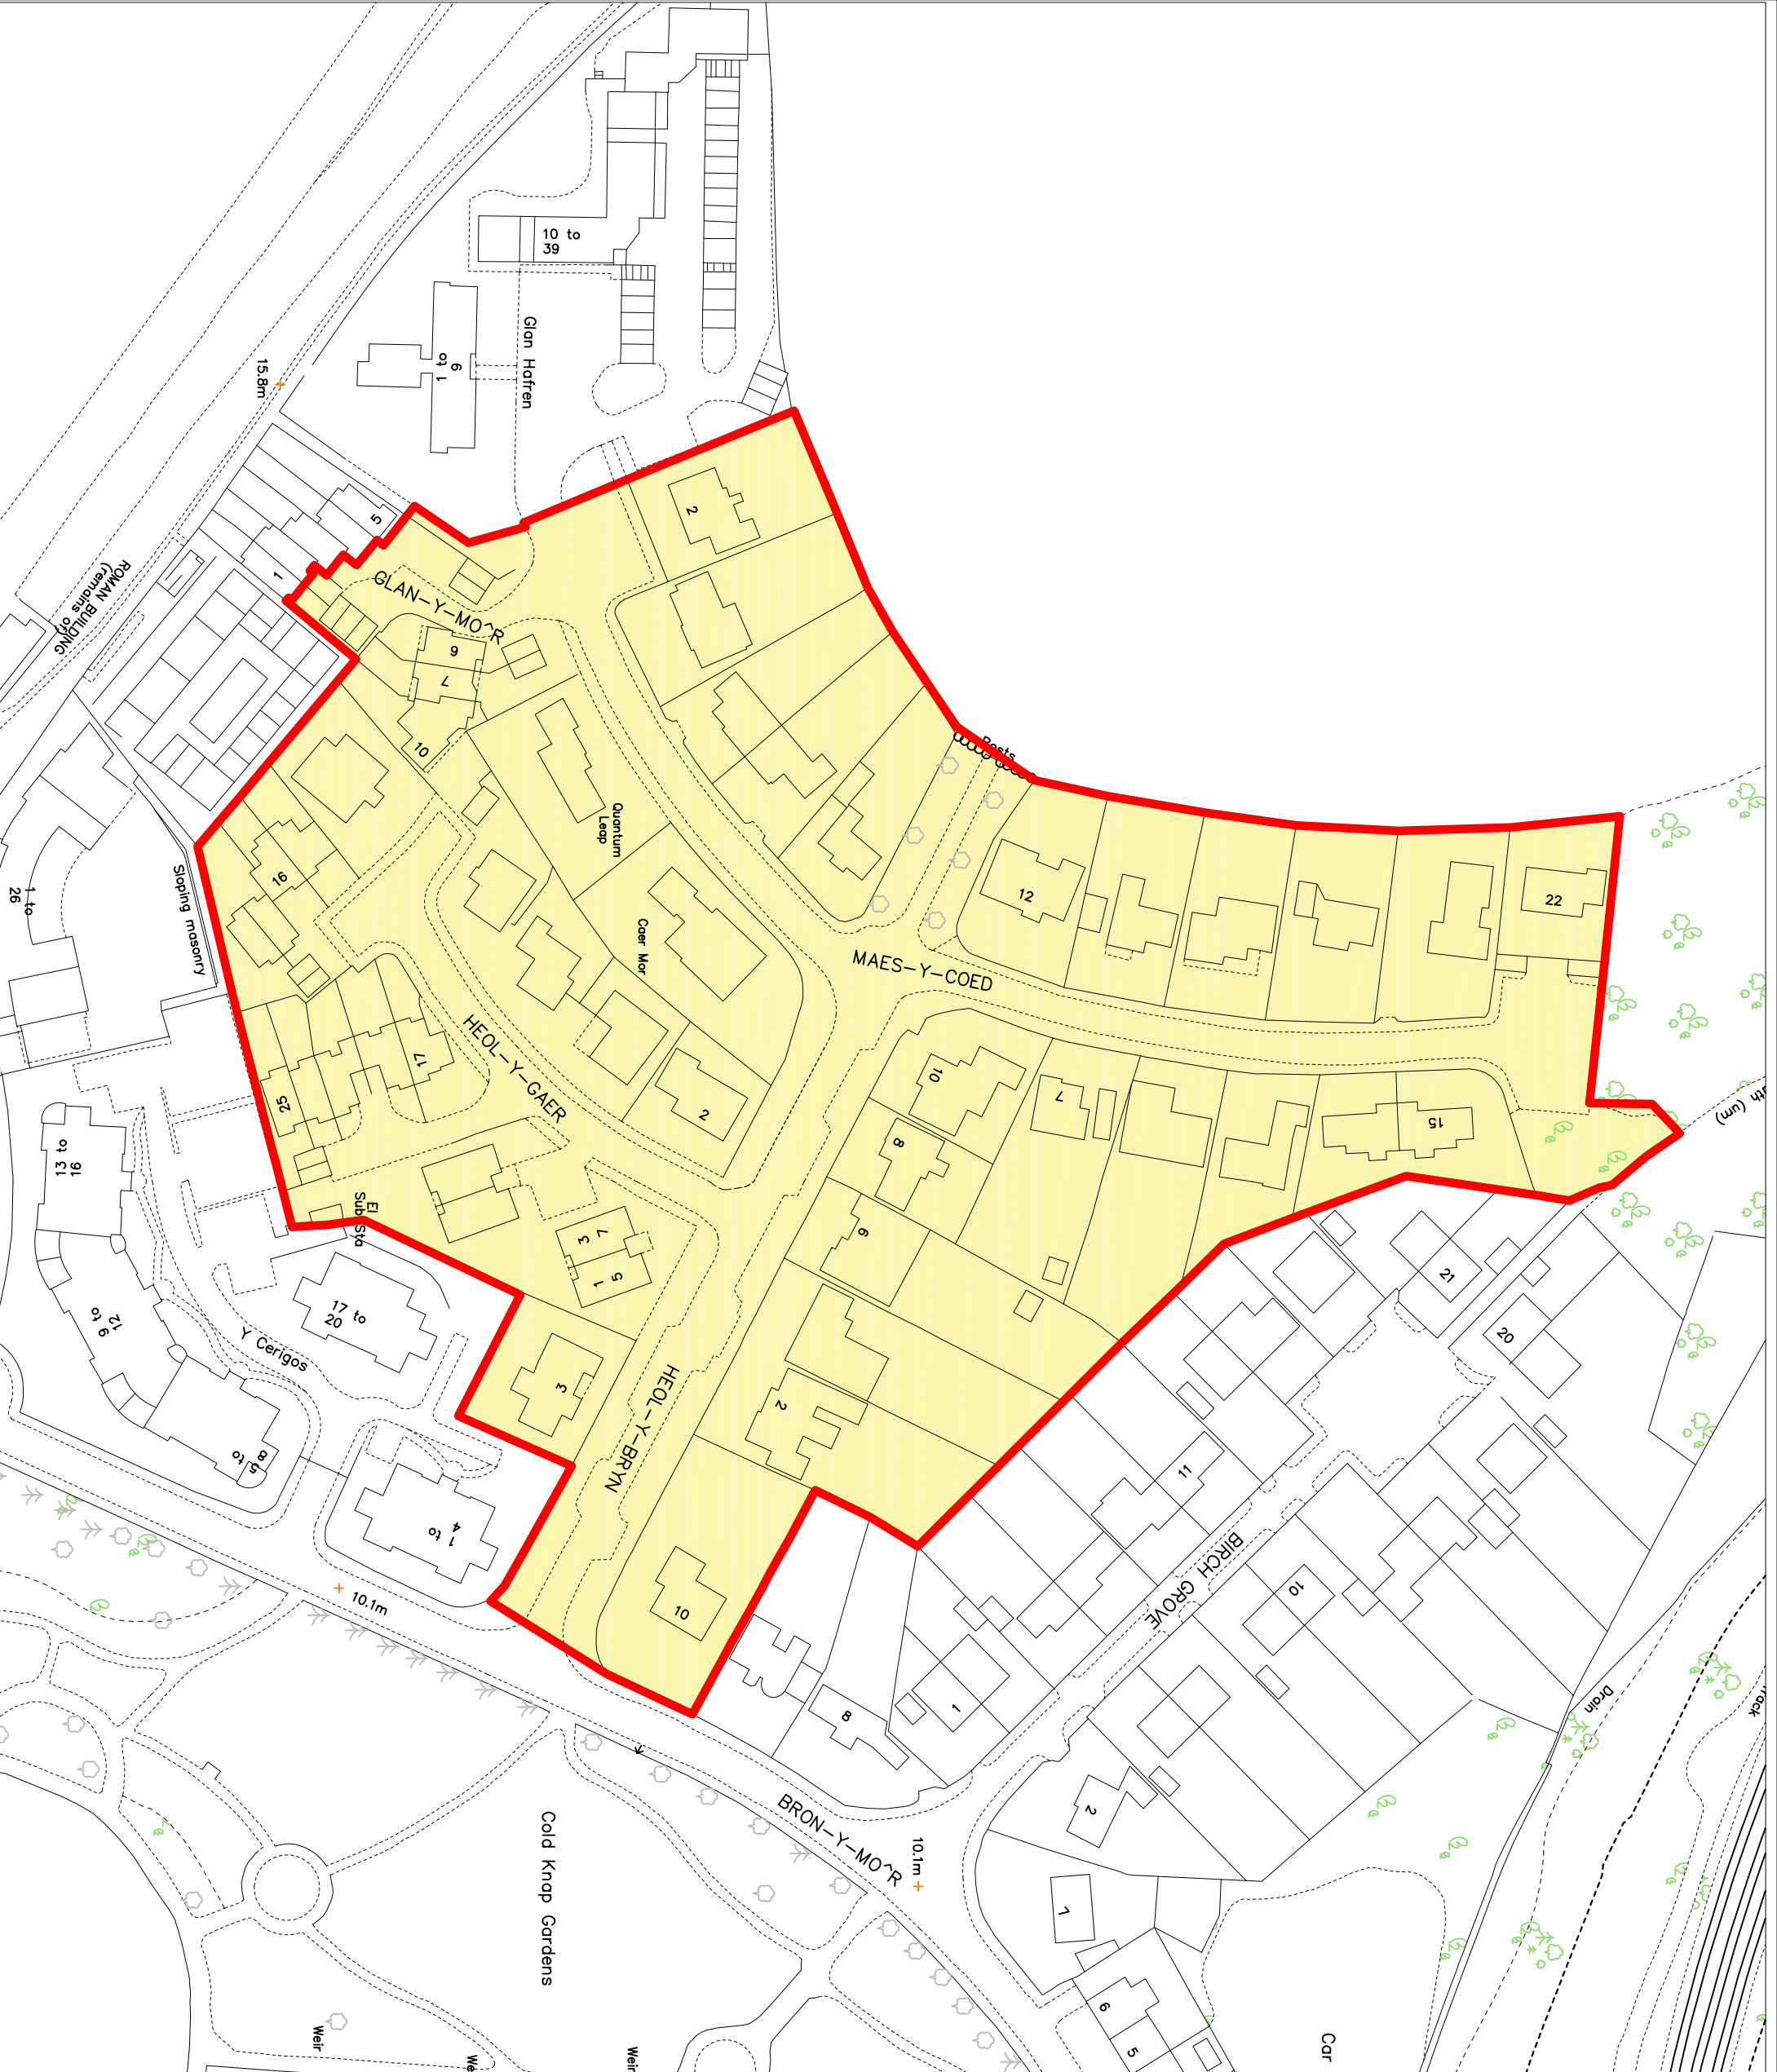 10 to
39
Glan Hafren
1 to
9
15.8m
5
1
ROMAN BUILDING
(remains of)
GLAN-Y-MO^R
2
9
7
10
Quantum
Leap
Posts
Caer Mor
16
12
22
MAES-Y-COED
Sloping masonry
1 to
26
HEOL-Y-GAER
17
25
2
10
7
8
15
9
El
Sub Sta
3 7
1 5
13 to
16
17 to
20
9 to
12
Y Cerigos
3
HEOL-Y-BRYN
2
21
20
11
5 to
8
1 to
4
10.1m
10
BIRCH GROVE
10
1
8
Drain
2
BRON-Y-MO^R
10.1m
Cold Knap Gardens
7
6
5
Car
Weir
Weir